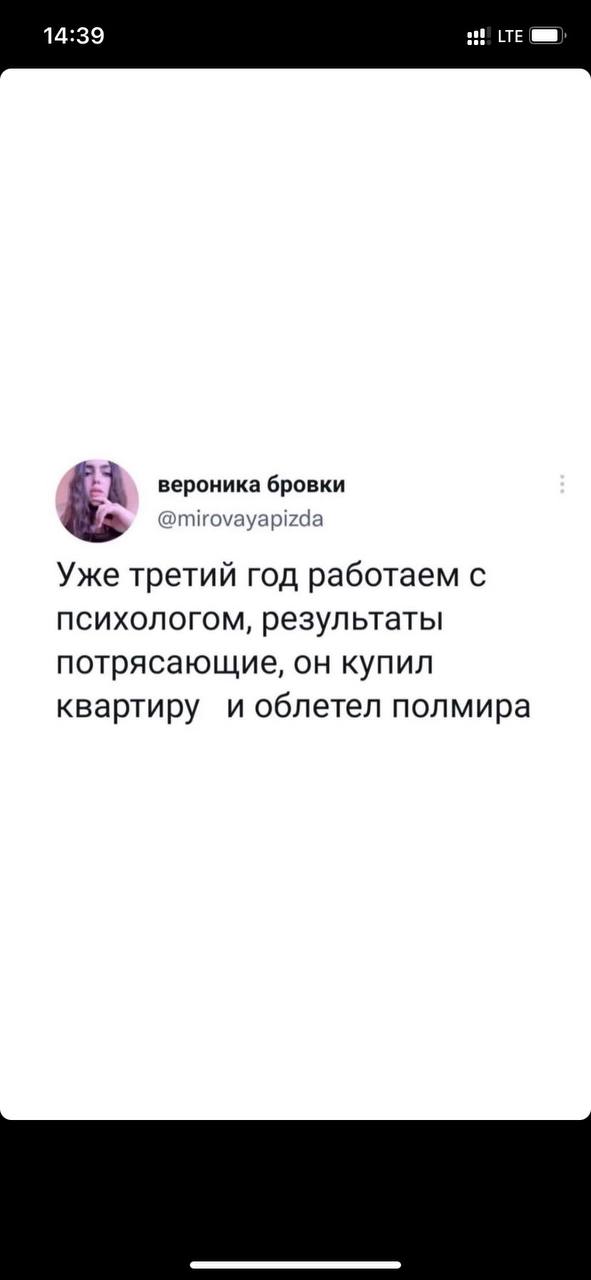 14:39
LTE
вероника бровки
@mirovayapizda
Уже третий год работаем с
психологом, результаты
потрясающие, он купил
квартиру   и облетел полмира